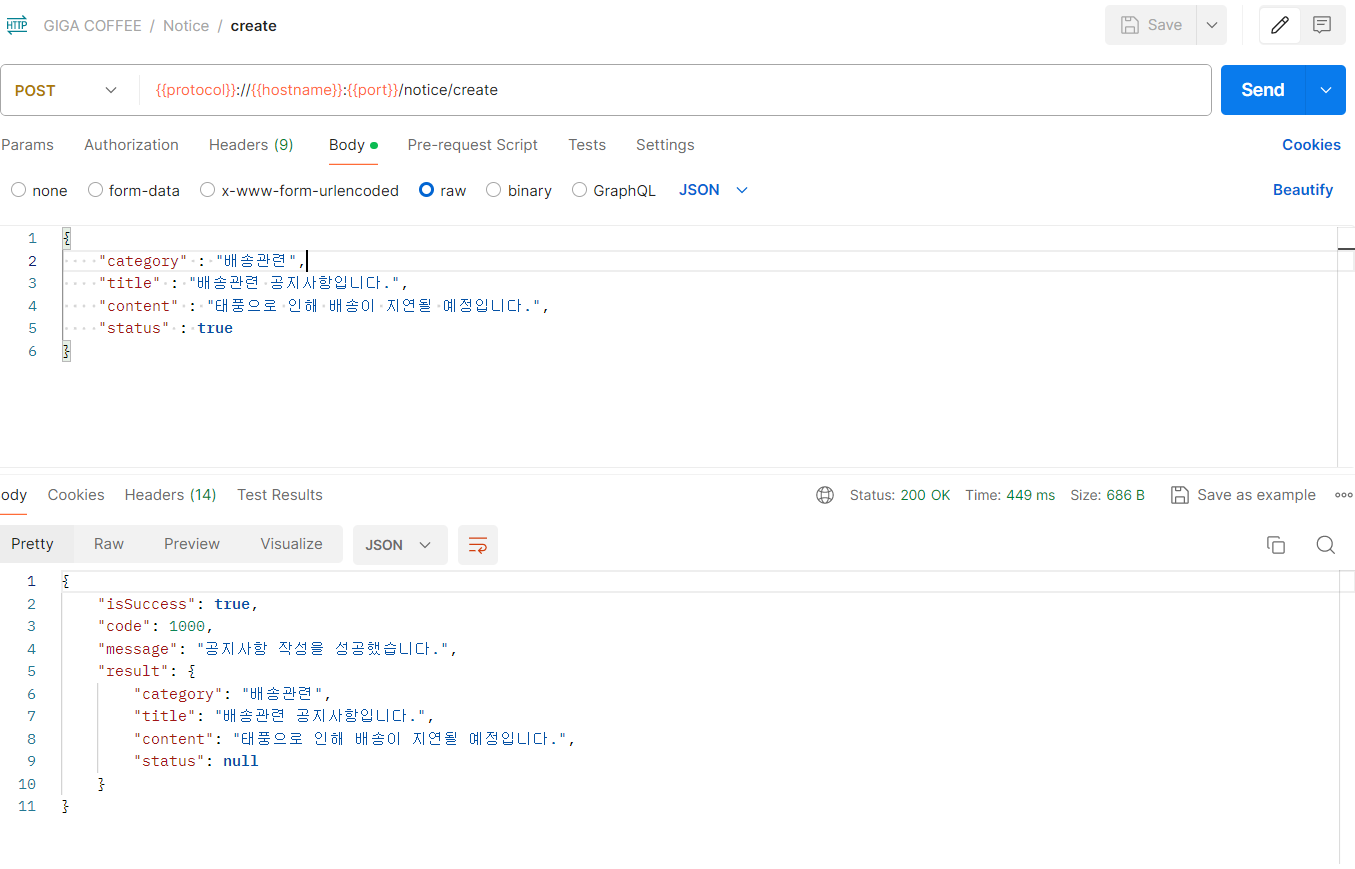 HTTP GIGA COFFEE / Notice / create Save
POST {{protocol}}://{{hostname}}:{{port}}/notice/create Send
Params Authorization Headers (9) Body Pre-request Script Tests Settings Cookies
none form-data x-www-form-urlencoded raw binary GraphQL JSON Beautify
1 {
2 "category" : "배송관련",
3 "title" : "배송관련 공지사항입니다.",
4 "content" : "태풍으로 인해 배송이 지연될 예정입니다.",
5 "status" : true
6 }
ody Cookies Headers (14) Test Results Status: 200 OK Time: 449 ms Size: 686 B Save as example
Pretty Raw Preview Visualize JSON
1 {
2 "isSuccess": true,
3 "code": 1000,
4 "message": "공지사항 작성을 성공했습니다.",
5 "result": {
6 "category": "배송관련",
7 "title": "배송관련 공지사항입니다.",
8 "content": "태풍으로 인해 배송이 지연될 예정입니다.",
9 "status": null
10 }
11 }